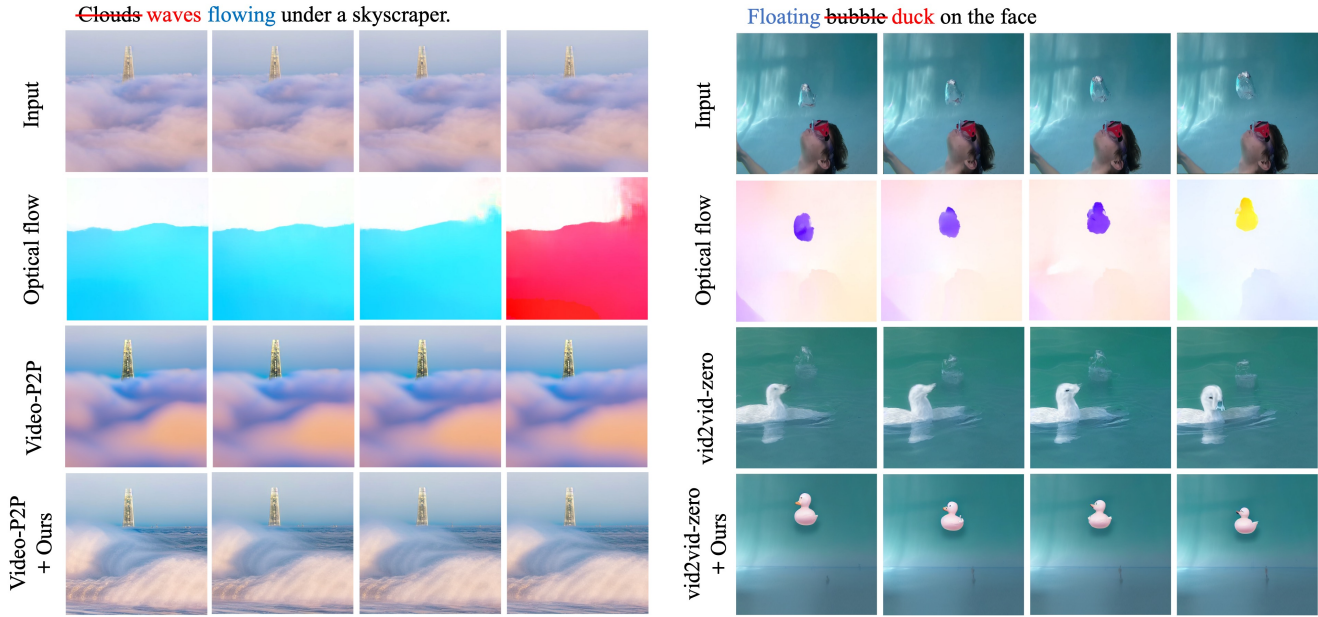 Clouds waves flowing under a skyscraper.
Input
Optical flow
Video-P2P
Video-P2P
+ Ours
Floating bubble duck on the face
Input
Optical flow
vid2vid-zero
vid2vid-zero
+ Ours